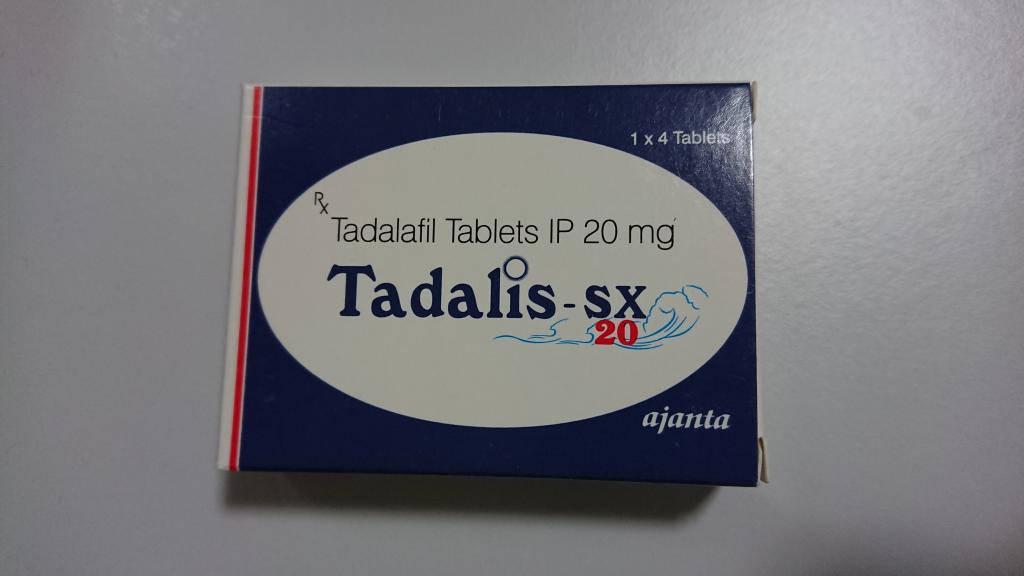 1 x 4 Tablets
Rx
Tadalafil Tablets IP 20 mg
Tadalis-sx
20
ajanta